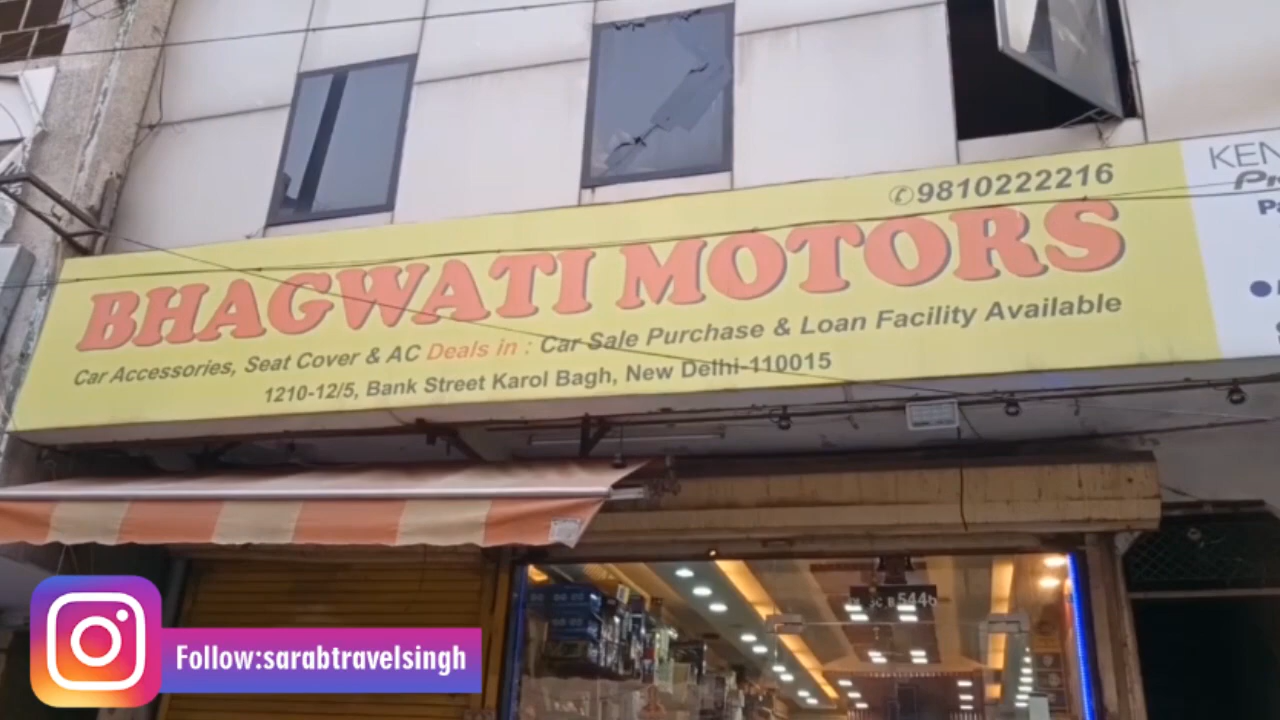 ✆9810222216
BHAGWATI MOTORS
Car Accessories, Seat Cover & AC Deals in : Car Sale Purchase & Loan Facility Available
1210-12/5, Bank Street Karol Bagh, New Delhi-110015
KEN
5446
Follow:sarabtravelsingh